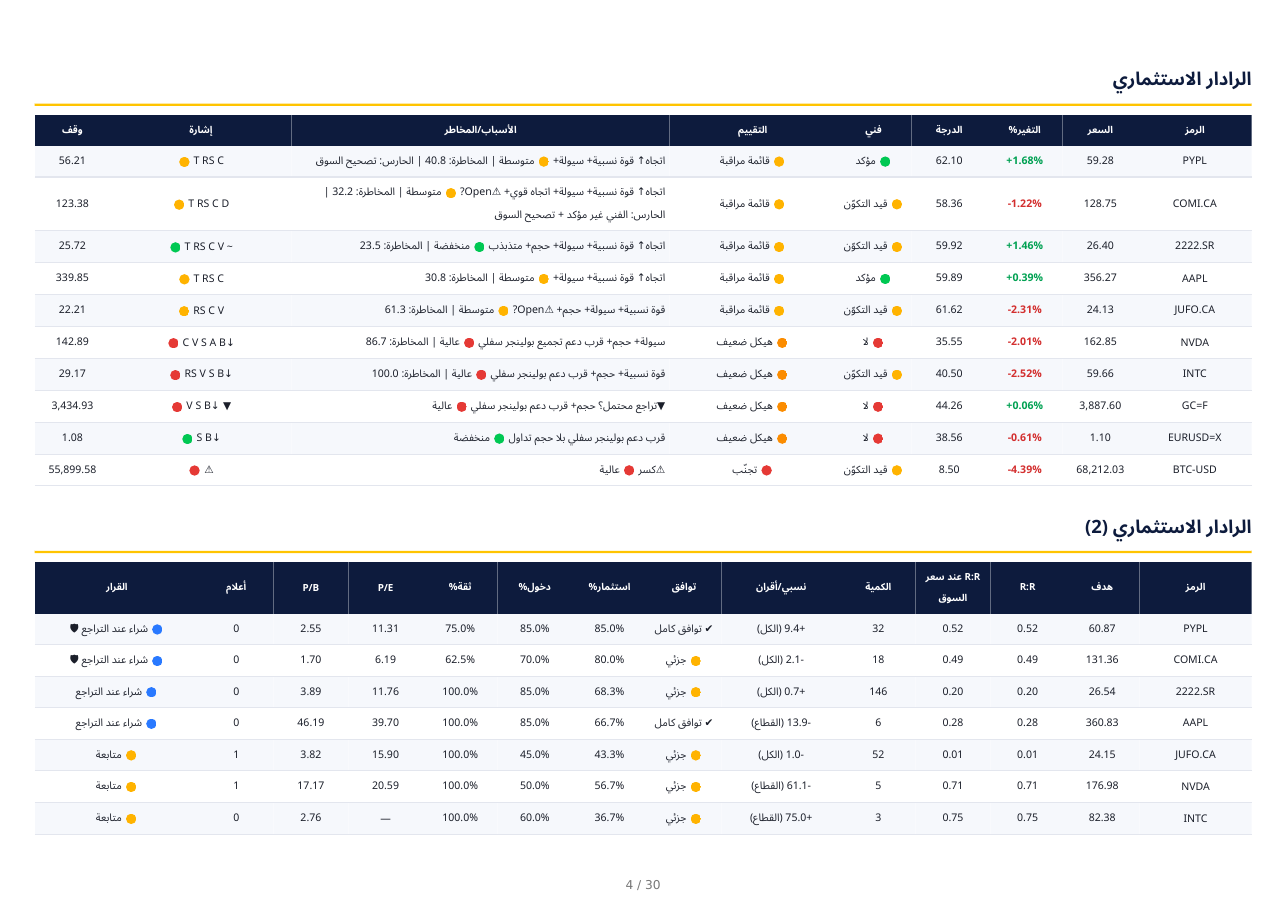 الرادار الاستثماري
الرمز السعر التغير% الدرجة فني التقييم الأسباب/المخاطر إشارة وقف
PYPL 59.28 +1.68% 62.10 مؤكد قائمة مراقبة اتجاه↑ قوة نسبية+ سيولة+ متوسطة | المخاطرة: 40.8 | الحارس: تصحيح السوق T RS C 56.21
COMI.CA 128.75 -1.22% 58.36 قيد التكوّن قائمة مراقبة اتجاه↑ قوة نسبية+ سيولة+ اتجاه قوي+ ⚠Open? متوسطة | المخاطرة: 32.2 | T RS C D 123.38
الحارس: الفني غير مؤكد + تصحيح السوق
2222.SR 26.40 +1.46% 59.92 قيد التكوّن قائمة مراقبة اتجاه↑ قوة نسبية+ سيولة+ حجم+ متذبذب منخفضة | المخاطرة: 23.5 T RS C V ~ 25.72
AAPL 356.27 +0.39% 59.89 مؤكد قائمة مراقبة اتجاه↑ قوة نسبية+ سيولة+ متوسطة | المخاطرة: 30.8 T RS C 339.85
JUFO.CA 24.13 -2.31% 61.62 قيد التكوّن قائمة مراقبة قوة نسبية+ سيولة+ حجم+ ⚠Open? متوسطة | المخاطرة: 61.3 RS C V 22.21
NVDA 162.85 -2.01% 35.55 لا هيكل ضعيف سيولة+ حجم+ قرب دعم تجميع بولينجر سفلي عالية | المخاطرة: 86.7 C V S A B↓ 142.89
INTC 59.66 -2.52% 40.50 قيد التكوّن هيكل ضعيف قوة نسبية+ حجم+ قرب دعم بولينجر سفلي عالية | المخاطرة: 100.0 RS V S B↓ 29.17
GC=F 3,887.60 +0.06% 44.26 لا هيكل ضعيف ▼تراجع محتمل؟ حجم+ قرب دعم بولينجر سفلي عالية V S B↓ ▼ 3,434.93
EURUSD=X 1.10 -0.61% 38.56 لا هيكل ضعيف قرب دعم بولينجر سفلي بلا حجم تداول منخفضة S B↓ 1.08
BTC-USD 68,212.03 -4.39% 8.50 قيد التكوّن تجنّب ⚠كسر عالية ⚠ 55,899.58
الرادار الاستثماري (2)
الرمز هدف R:R R:R عند سعر السوق الكمية نسبي/أقران توافق استثمار% دخول% ثقة% P/E P/B أعلام القرار
PYPL 60.87 0.52 0.52 32 +9.4 (الكل) ✔ توافق كامل 85.0% 85.0% 75.0% 11.31 2.55 0 شراء عند التراجع 🛡
COMI.CA 131.36 0.49 0.49 18 -2.1 (الكل) جزئي 80.0% 70.0% 62.5% 6.19 1.70 0 شراء عند التراجع 🛡
2222.SR 26.54 0.20 0.20 146 +0.7 (الكل) جزئي 68.3% 85.0% 100.0% 11.76 3.89 0 شراء عند التراجع
AAPL 360.83 0.28 0.28 6 -13.9 (القطاع) ✔ توافق كامل 66.7% 85.0% 100.0% 39.70 46.19 0 شراء عند التراجع
JUFO.CA 24.15 0.01 0.01 52 -1.0 (الكل) جزئي 43.3% 45.0% 100.0% 15.90 3.82 1 متابعة
NVDA 176.98 0.71 0.71 5 -61.1 (القطاع) جزئي 56.7% 50.0% 100.0% 20.59 17.17 1 متابعة
INTC 82.38 0.75 0.75 3 +75.0 (القطاع) جزئي 36.7% 60.0% 100.0% — 2.76 0 متابعة
4 / 30